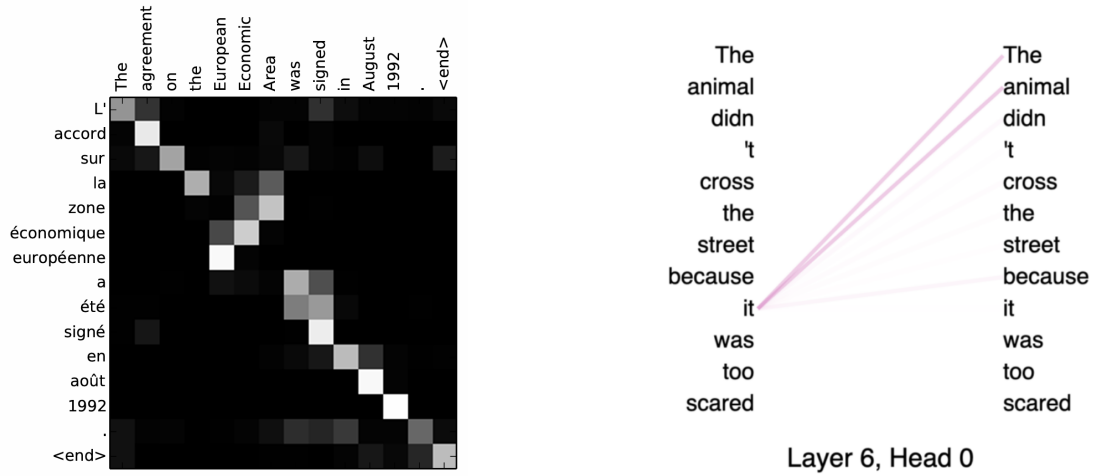 The agreement on the European Economic Area was signed in August 1992 . <end>
L'
accord
sur
la
zone
économique
européenne
a
été
signé
en
août
1992
.
<end>
The The
animal animal
didn didn
't 't
cross cross
the the
street street
because because
it it
was was
too too
scared scared
Layer 6, Head 0